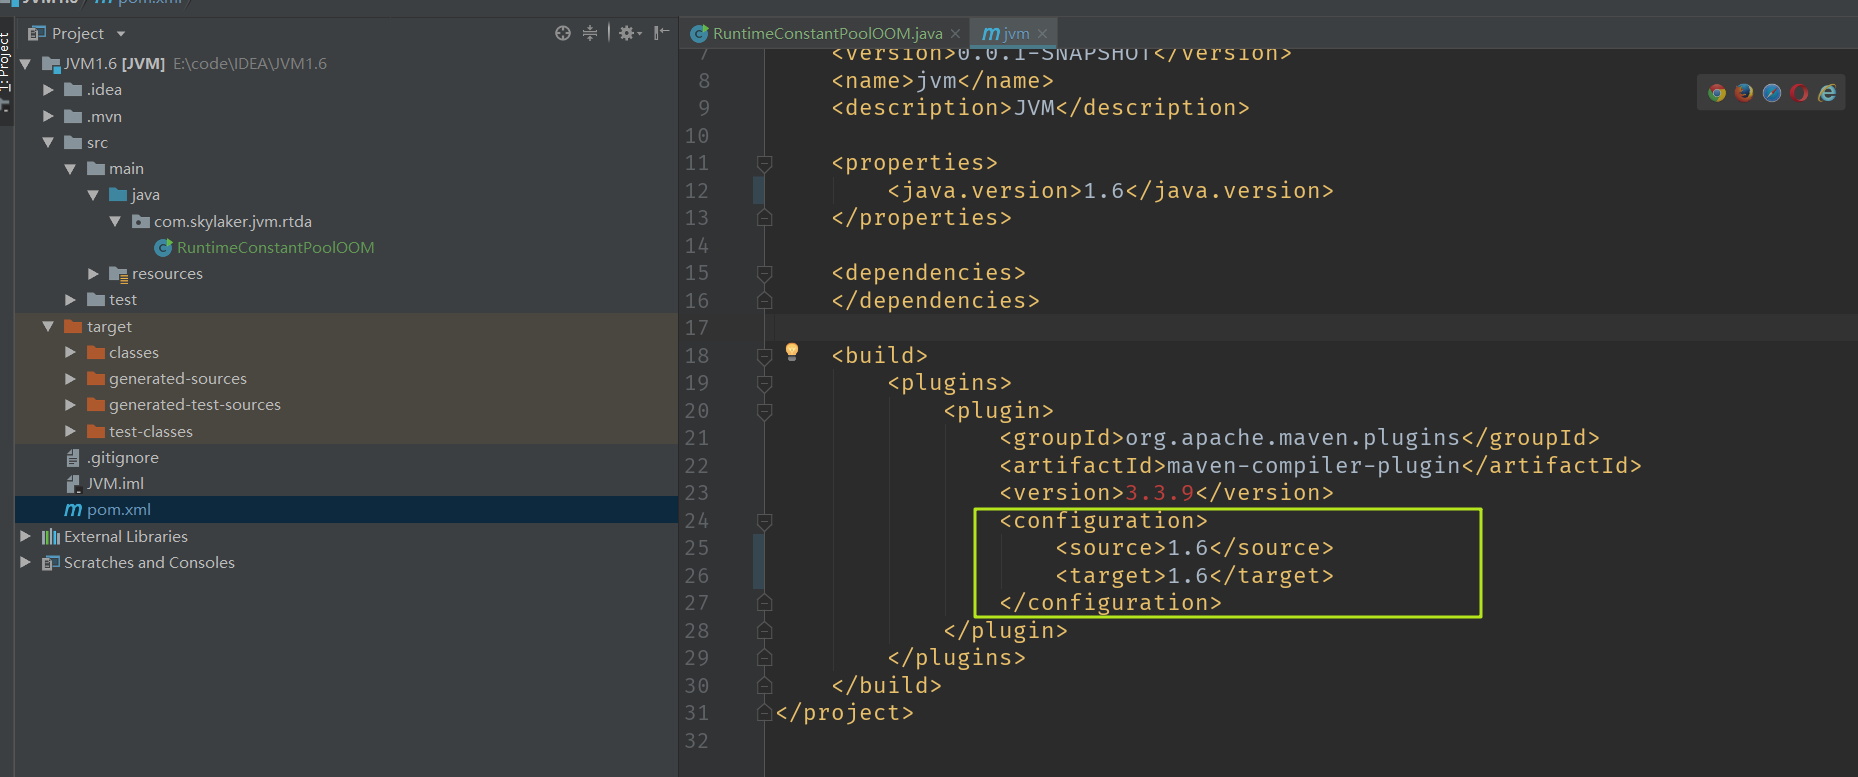 JVM1.6 pom.xml
1: Project
Project
JVM1.6 [JVM] E:\code\IDEA\JVM1.6
.idea
.mvn
src
main
java
com.skylaker.jvm.rtda
RuntimeConstantPoolOOM
resources
test
target
classes
generated-sources
generated-test-sources
test-classes
.gitignore
JVM.iml
pom.xml
External Libraries
Scratches and Consoles
RuntimeConstantPoolOOM.java jvm
7 <version>0.0.1-SNAPSHOT</version>
8 <name>jvm</name>
9 <description>JVM</description>
10
11 <properties>
12 <java.version>1.6</java.version>
13 </properties>
14
15 <dependencies>
16 </dependencies>
17
18 <build>
19 <plugins>
20 <plugin>
21 <groupId>org.apache.maven.plugins</groupId>
22 <artifactId>maven-compiler-plugin</artifactId>
23 <version>3.3.9</version>
24 <configuration>
25 <source>1.6</source>
26 <target>1.6</target>
27 </configuration>
28 </plugin>
29 </plugins>
30 </build>
31 </project>
32